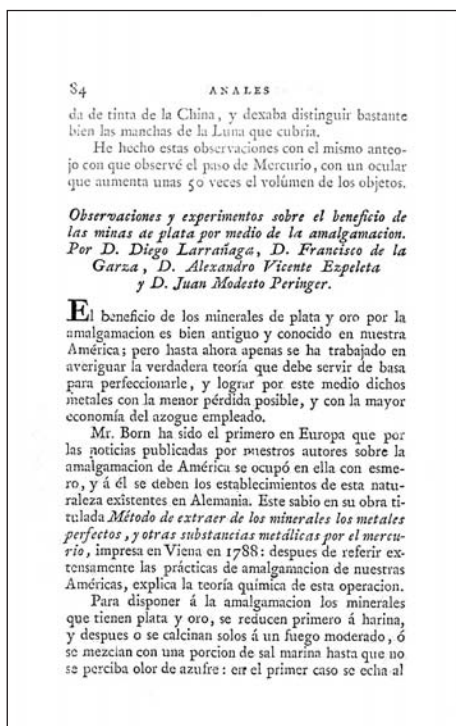 84 ANALES
da de tinta de la China, y dexaba distinguir bastante
bien las manchas de la Luna que cubria.
He hecho estas observaciones con el mismo anteo-
jo con que observé el paso de Mercurio, con un ocular
que aumenta unas 50 veces el volúmen de los objetos.
Observaciones y experimentos sobre el beneficio de
las minas de plata por medio de la amalgamacion.
Por D. Diego Larrañaga, D. Francisco de la
Garza, D. Alexandro Vicente Ezpeleta
y D. Juan Modesto Peringer.
El beneficio de los minerales de plata y oro por la
amalgamacion es bien antiguo y conocido en nuestra
América; pero hasta ahora apenas se ha trabajado en
averiguar la verdadera teoría que debe servir de basa
para perfeccionarle, y lograr por este medio dichos
metales con la menor pérdida posible, y con la mayor
economía del azogue empleado.
Mr. Born ha sido el primero en Europa que por
las noticias publicadas por nuestros autores sobre la
amalgamacion de América se ocupó en ella con esme-
ro, y á él se deben los establecimientos de esta natu-
raleza existentes en Alemania. Este sabio en su obra ti-
tulada Método de extraer de los minerales los metales
perfectos, y otras substancias metálicas por el mercu-
rio, impresa en Viena en 1788: despues de referir ex-
tensamente las prácticas de amalgamacion de nuestras
Américas, explica la teoría química de esta operacion.
Para disponer á la amalgamacion los minerales
que tienen plata y oro, se reducen primero á harina,
y despues o se calcinan solos á un fuego moderado, ó
se mezclan con una porcion de sal marina hasta que no
se perciba olor de azufre: en el primer caso se echa al